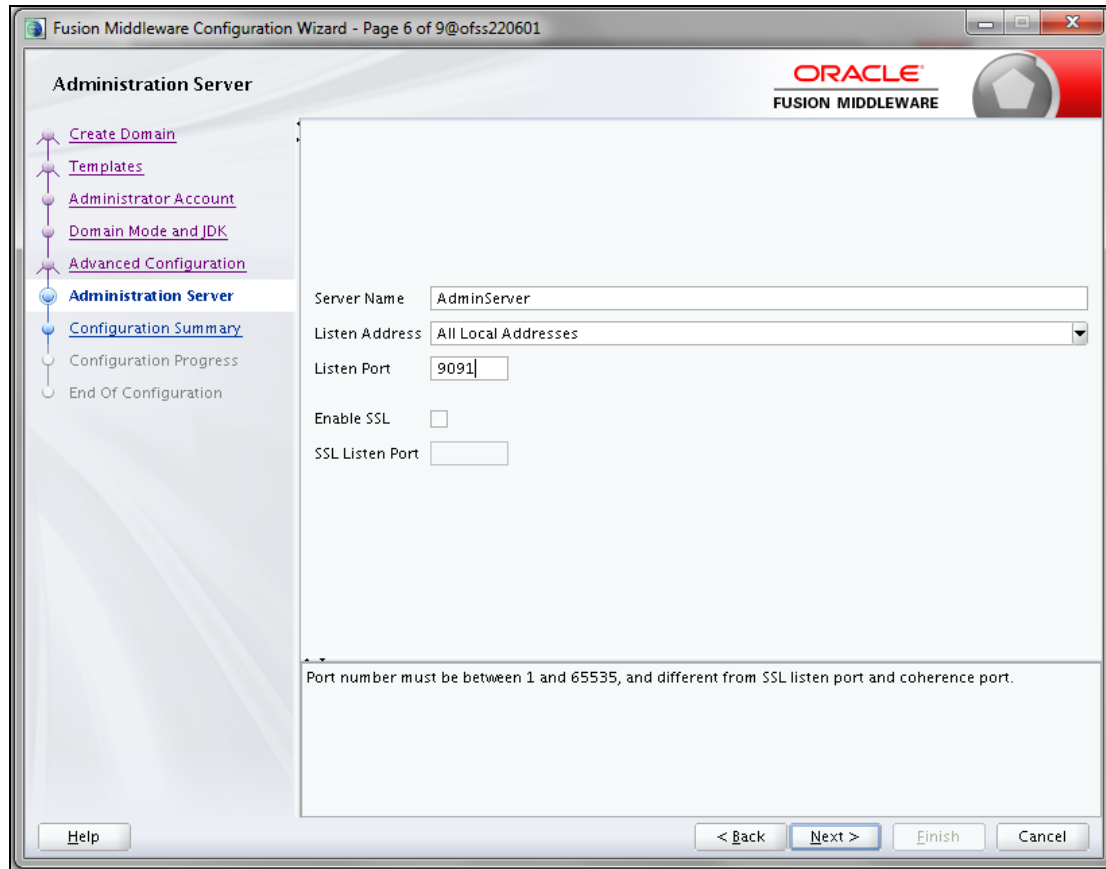 Fusion Middleware Configuration Wizard - Page 6 of 9@ofss220601
Administration Server
ORACLE
FUSION MIDDLEWARE
Create Domain
Templates
Administrator Account
Domain Mode and JDK
Advanced Configuration
Administration Server
Configuration Summary
Configuration Progress
End Of Configuration
Server Name AdminServer
Listen Address All Local Addresses
Listen Port 9091
Enable SSL
SSL Listen Port
Port number must be between 1 and 65535, and different from SSL listen port and coherence port.
Help < Back Next > Finish Cancel